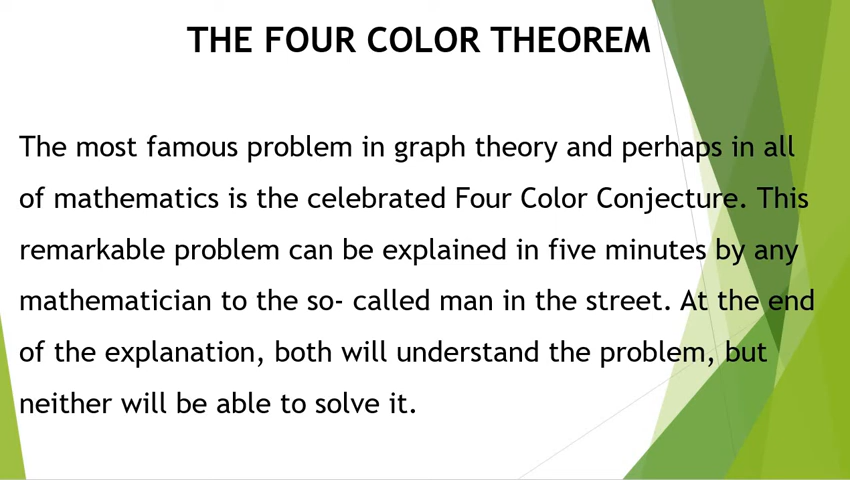 THE FOUR COLOR THEOREM
The most famous problem in graph theory and perhaps in all
of mathematics is the celebrated Four Color Conjecture. This
remarkable problem can be explained in five minutes by any
mathematician to the so- called man in the street. At the end
of the explanation, both will understand the problem, but
neither will be able to solve it.